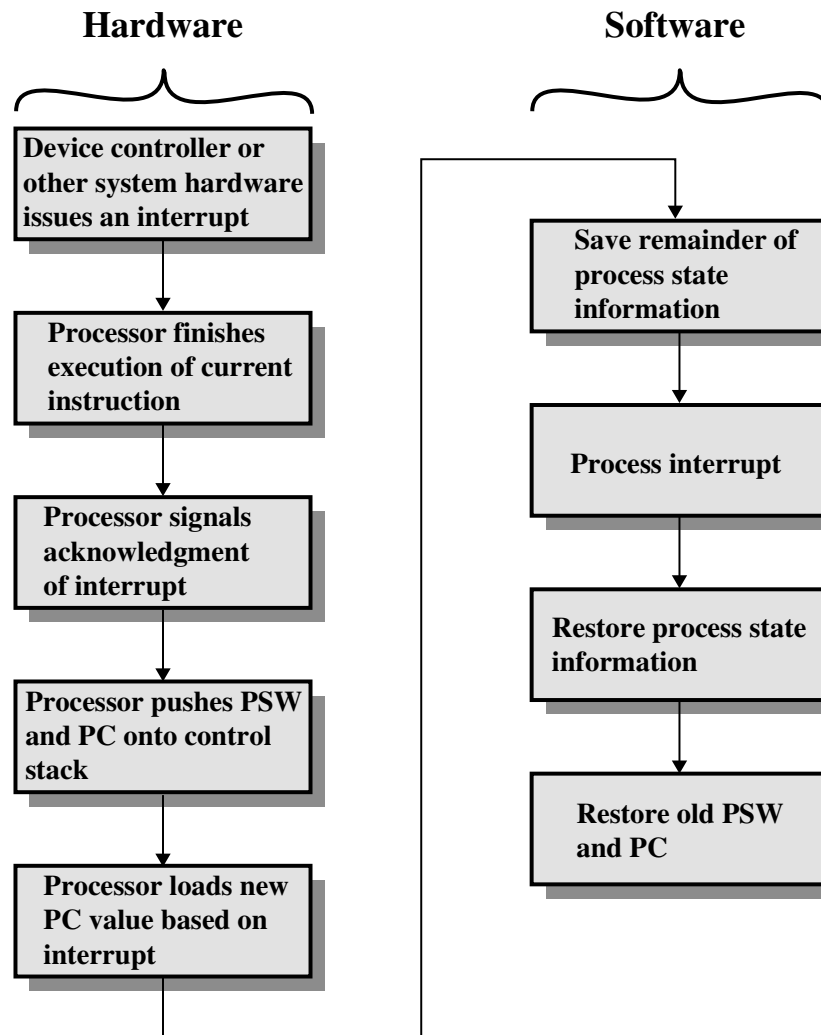 Hardware
Device controller or
other system hardware
issues an interrupt
Processor finishes
execution of current
instruction
Processor signals
acknowledgment
of interrupt
Processor pushes PSW
and PC onto control
stack
Processor loads new
PC value based on
interrupt
Software
Save remainder of
process state
information
Process interrupt
Restore process state
information
Restore old PSW
and PC